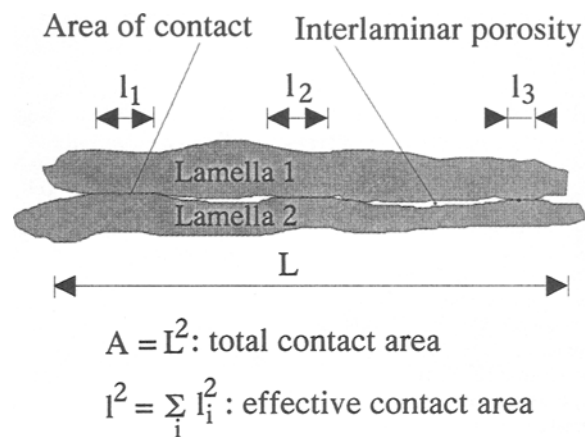 Area of contact
Interlaminar porosity
l₁
l₂
l₃
Lamella 1
Lamella 2
L
A = L²: total contact area
l² = Σᵢ lᵢ² : effective contact area